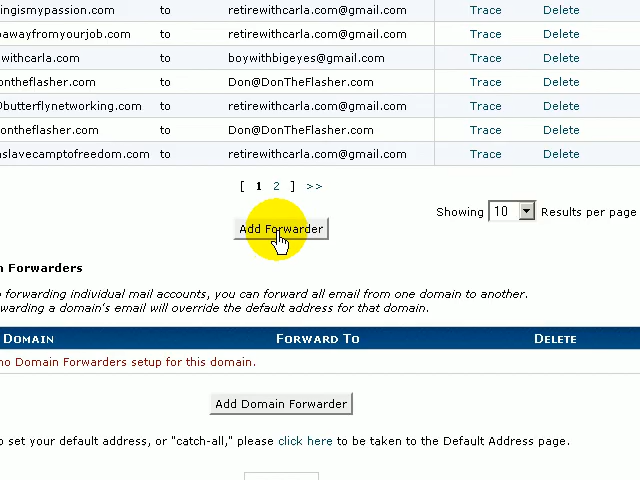 ingismypassion.com to retirewithcarla.com@gmail.com Trace Delete
awayfromyourjob.com to retirewithcarla.com@gmail.com Trace Delete
withcarla.com to boywithbigeyes@gmail.com Trace Delete
ontheflasher.com to Don@DonTheFlasher.com Trace Delete
butterflynetworking.com to retirewithcarla.com@gmail.com Trace Delete
ontheflasher.com to Don@DonTheFlasher.com Trace Delete
slavecamptofreedom.com to retirewithcarla.com@gmail.com Trace Delete
[ 1 2 ] >>
Showing 10 Results per page
Add Forwarder
Forwarders
forwarding individual mail accounts, you can forward all email from one domain to another.
warding a domain's email will override the default address for that domain.
DOMAIN FORWARD TO DELETE
no Domain Forwarders setup for this domain.
Add Domain Forwarder
to set your default address, or "catch-all," please click here to be taken to the Default Address page.